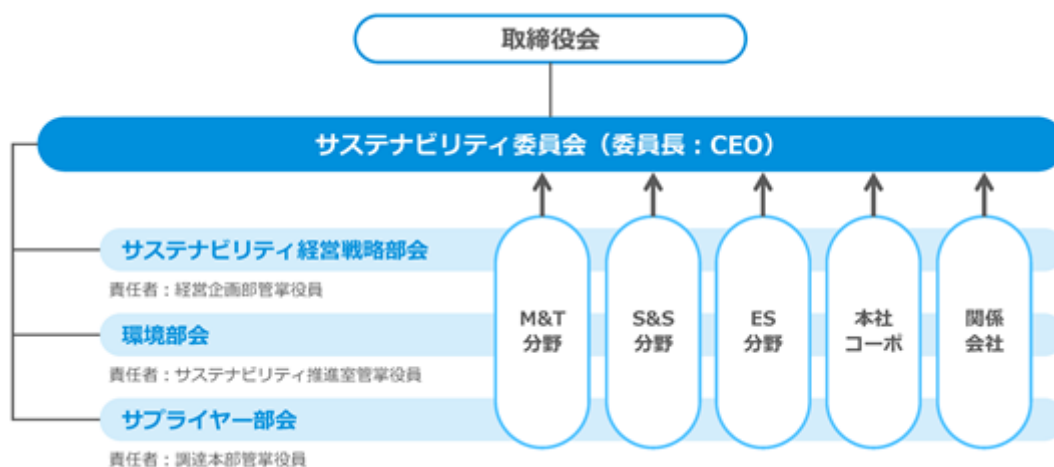 取締役会
サステナビリティ委員会（委員長：CEO）
サステナビリティ経営戦略部会
責任者：経営企画部管掌役員
環境部会
責任者：サステナビリティ推進室管掌役員
サプライヤー部会
責任者：調達本部管掌役員
M&T
分野
S&S
分野
ES
分野
本社
コーポ
関係
会社